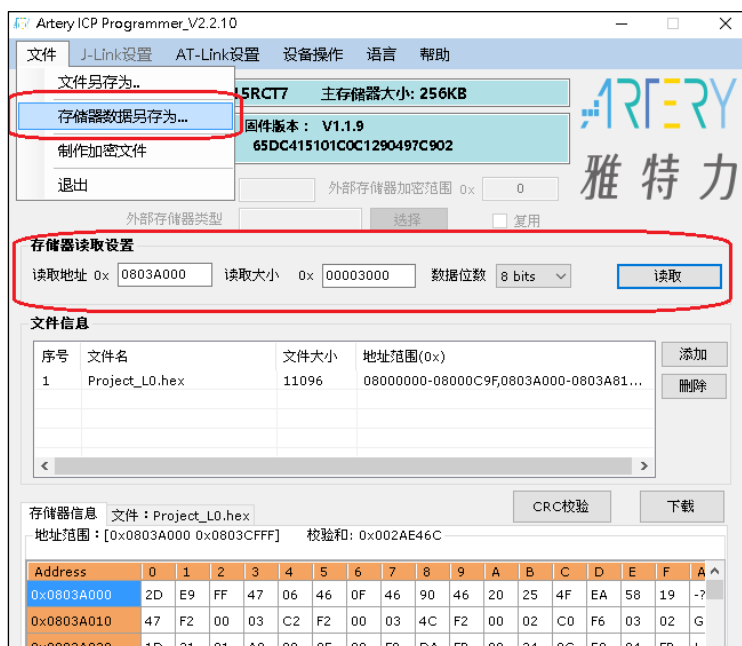 Artery ICP Programmer_V2.2.10
文件 J-Link设置 AT-Link设置 设备操作 语言 帮助
文件另存为..
存储器数据另存为...
制作加密文件
退出
5RCT7 主存储器大小: 256KB
固件版本： V1.1.9
65DC415101C0C1290497C902
ARTERY
雅特力
外部存储器加密范围 0x 0
外部存储器类型 选择 复用
存储器读取设置
读取地址 0x 0803A000 读取大小 0x 00003000 数据位数 8 bits 读取
文件信息
序号 文件名 文件大小 地址范围(0x)
1 Project_L0.hex 11096 08000000-08000C9F,0803A000-0803A81...
添加
删除
CRC校验 下载
存储器信息 文件：Project_L0.hex
地址范围：[0x0803A000 0x0803CFFF] 校验和: 0x002AE46C
Address 0 1 2 3 4 5 6 7 8 9 A B C D E F A
0x0803A000 2D E9 FF 47 06 46 0F 46 90 46 20 25 4F EA 58 19 -?
0x0803A010 47 F2 00 03 C2 F2 00 03 4C F2 00 02 C0 F6 03 02 G